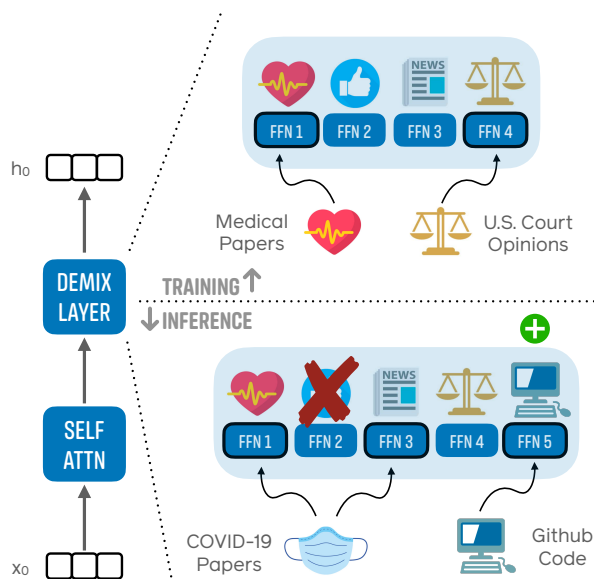 NEWS
FFN 1
FFN 2
FFN 3
FFN 4
h0
Medical
Papers
U.S. Court
Opinions
DEMIX
LAYER
TRAINING
INFERENCE
NEWS
SELF
ATTN
FFN 1
FFN 2
FFN 3
FFN 4
FFN 5
COVID-19
Papers
Github
Code
x0